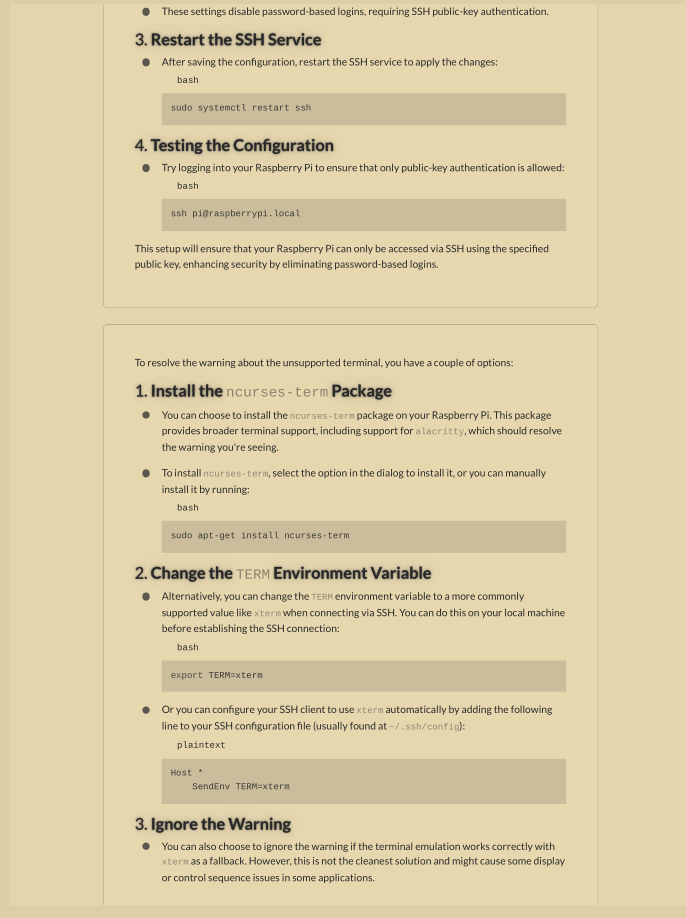 These settings disable password-based logins, requiring SSH public-key authentication.
3. Restart the SSH Service
After saving the configuration, restart the SSH service to apply the changes:
bash
sudo systemctl restart ssh
4. Testing the Configuration
Try logging into your Raspberry Pi to ensure that only public-key authentication is allowed:
bash
ssh pi@raspberrypi.local
This setup will ensure that your Raspberry Pi can only be accessed via SSH using the specified
public key, enhancing security by eliminating password-based logins.
To resolve the warning about the unsupported terminal, you have a couple of options:
1. Install the ncurses-term Package
You can choose to install the ncurses-term package on your Raspberry Pi. This package
provides broader terminal support, including support for alacritty, which should resolve
the warning you're seeing.
To install ncurses-term, select the option in the dialog to install it, or you can manually
install it by running:
bash
sudo apt-get install ncurses-term
2. Change the TERM Environment Variable
Alternatively, you can change the TERM environment variable to a more commonly
supported value like xterm when connecting via SSH. You can do this on your local machine
before establishing the SSH connection:
bash
export TERM=xterm
Or you can configure your SSH client to use xterm automatically by adding the following
line to your SSH configuration file (usually found at ~/.ssh/config):
plaintext
Host *
    SendEnv TERM=xterm
3. Ignore the Warning
You can also choose to ignore the warning if the terminal emulation works correctly with
xterm as a fallback. However, this is not the cleanest solution and might cause some display
or control sequence issues in some applications.